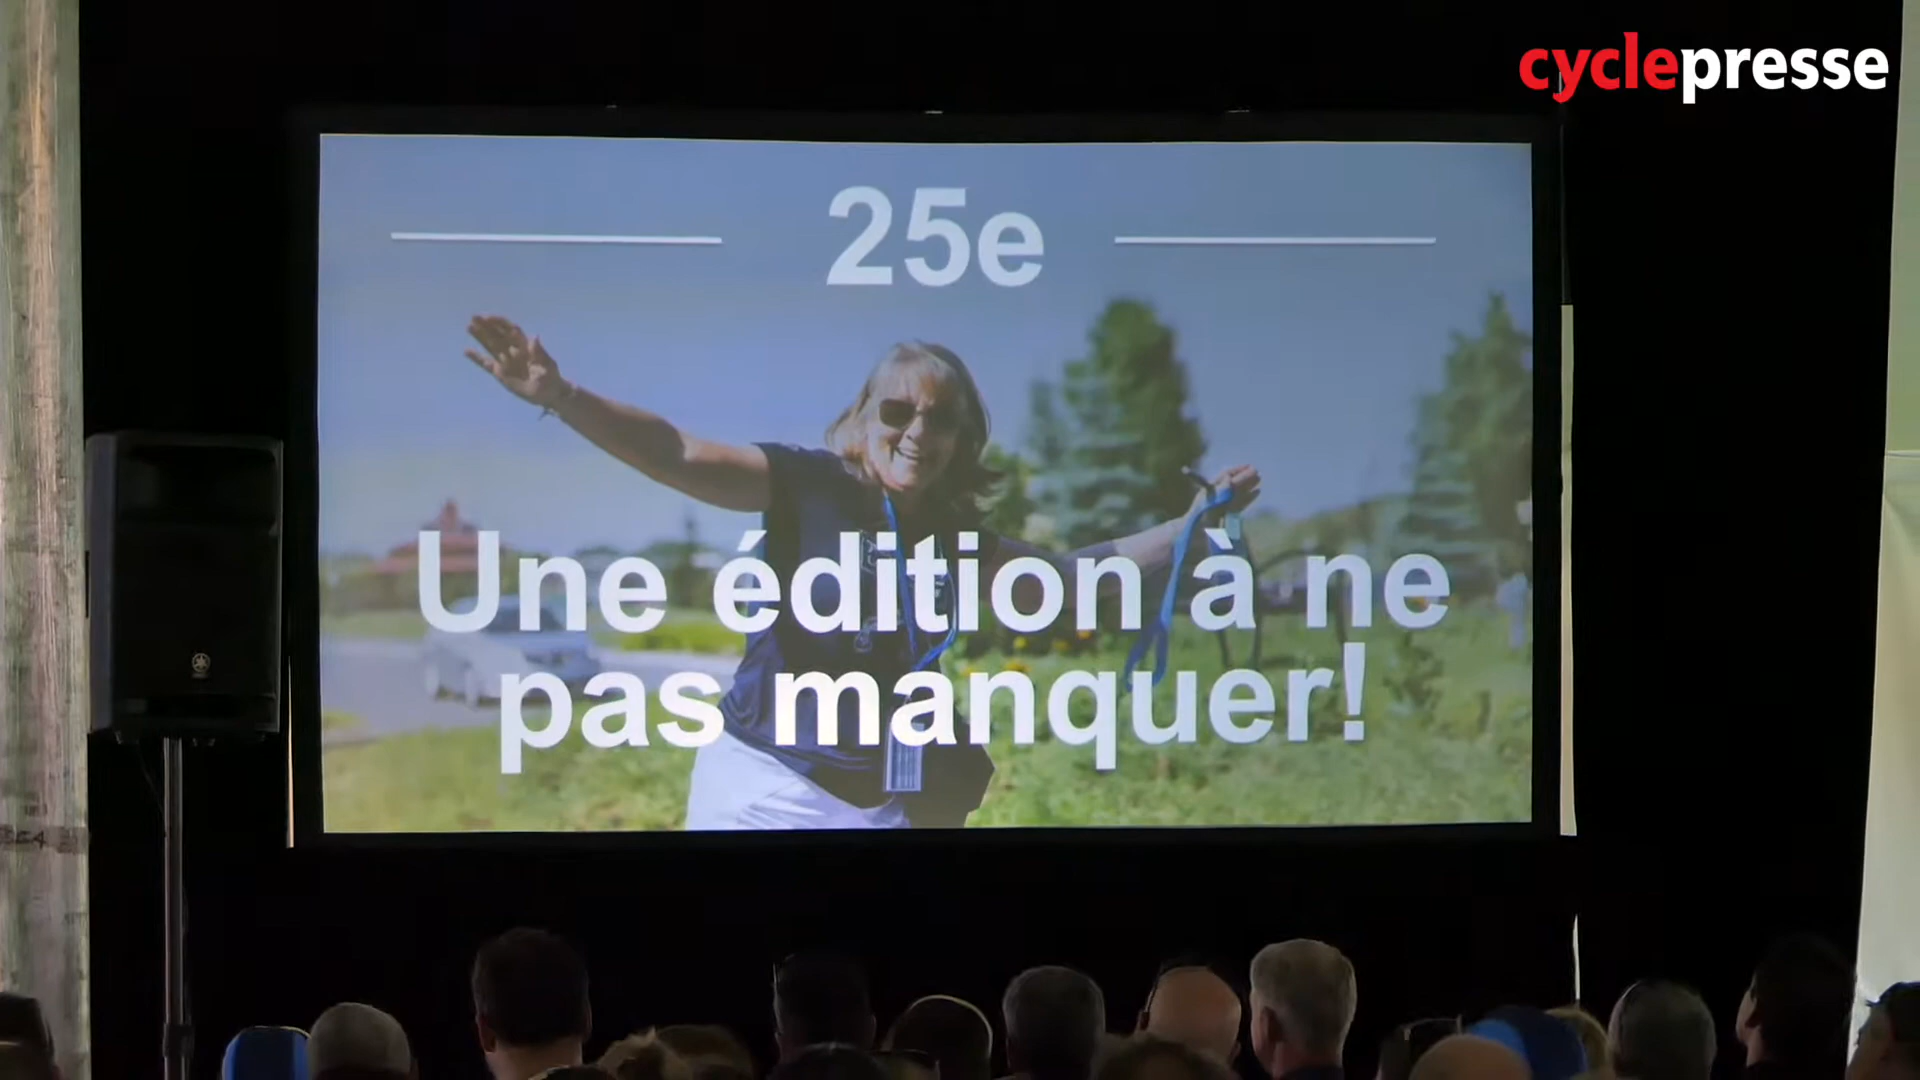 cyclepresse
25e
Une édition à ne
pas manquer!